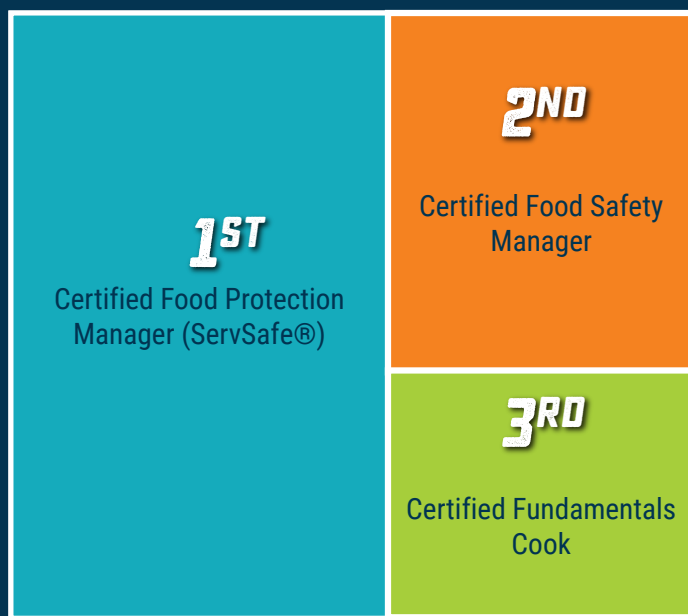 1ST
Certified Food Protection
Manager (ServSafe®)
2ND
Certified Food Safety
Manager
3RD
Certified Fundamentals
Cook